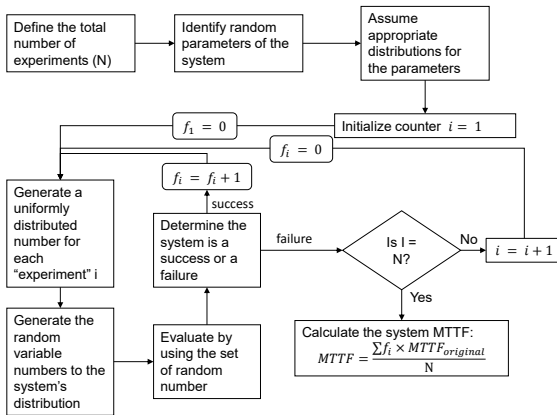 Define the total
number of
experiments (N)
Identify random
parameters of the
system
Assume
appropriate
distributions for
the parameters
Initialize counter i = 1
f₁ = 0
fᵢ = 0
fᵢ = fᵢ + 1
success
Generate a
uniformly
distributed
number for
each
“experiment” i
Determine the
system is a
success or a
failure
failure
Is I =
N?
No
i = i + 1
Yes
Generate the
random
variable
numbers to the
system’s
distribution
Evaluate by
using the set
of random
number
Calculate the system MTTF:
MTTF = ∑fᵢ × MTTFₒᵣᵢgᵢₙₐₗ / N